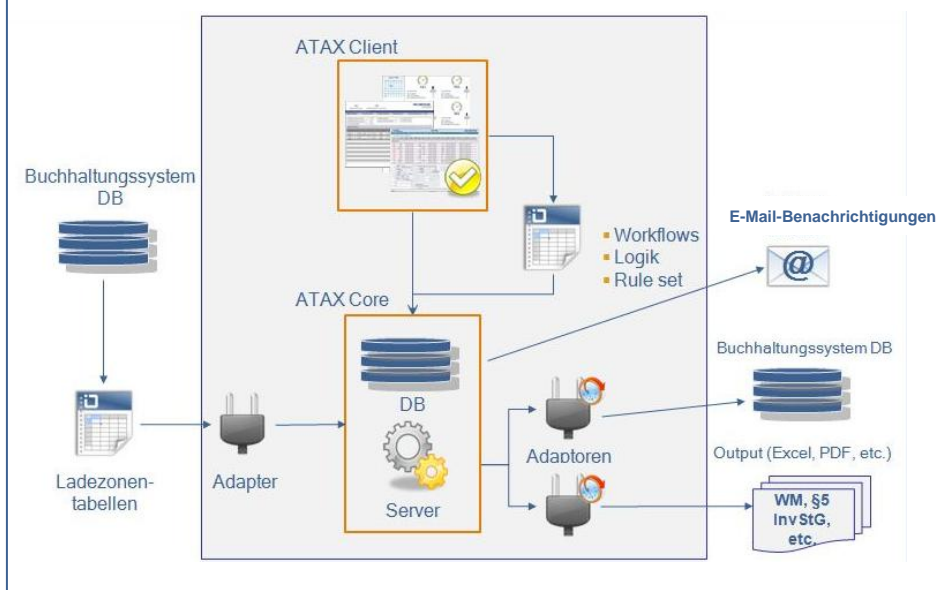 ATAX Client
Buchhaltungssystem
DB
Workflows
Logik
Rule set
E-Mail-Benachrichtigungen
@
ATAX Core
DB
Server
Ladezonen-
tabellen
Adapter
Adaptoren
Buchhaltungssystem DB
Output (Excel, PDF, etc.)
WM, §5
InvStG,
etc.